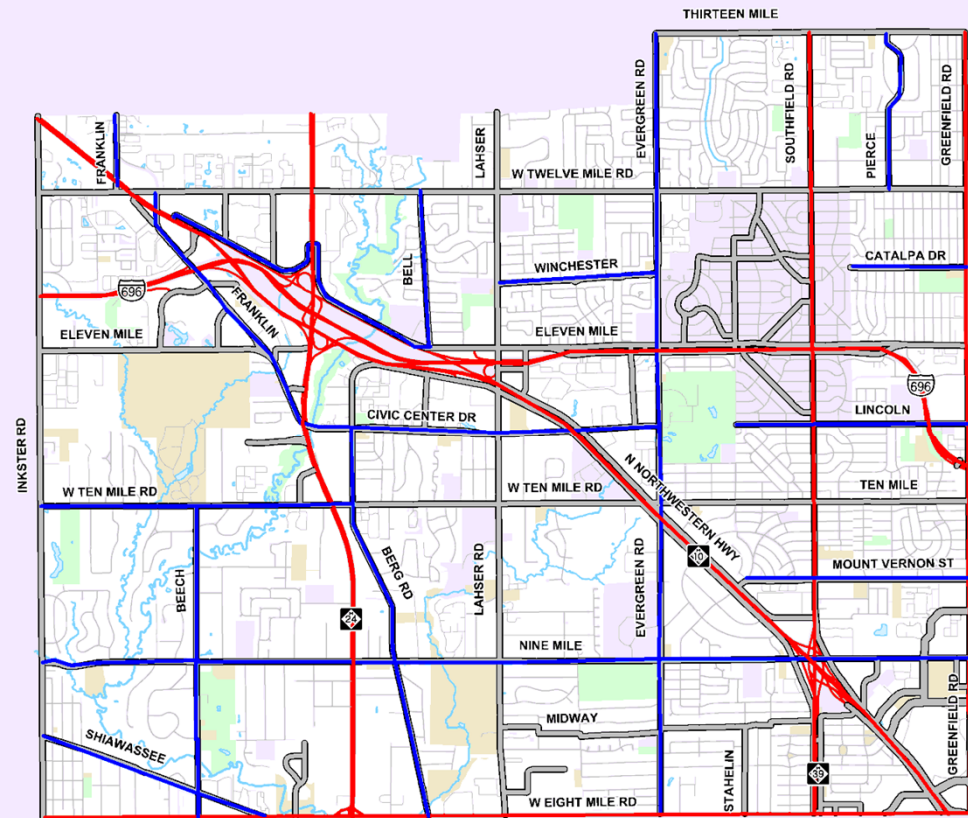 THIRTEEN MILE
FRANKLIN
LAHSER
EVERGREEN RD
SOUTHFIELD RD
PIERCE
GREENFIELD RD
W TWELVE MILE RD
BELL
WINCHESTER
CATALPA DR
696
FRANKLIN
ELEVEN MILE
ELEVEN MILE
696
CIVIC CENTER DR
LINCOLN
INKSTER RD
W TEN MILE RD
W TEN MILE RD
N NORTHWESTERN HWY
TEN MILE
10
MOUNT VERNON ST
BEECH
BERG RD
LAHSER RD
EVERGREEN RD
24
NINE MILE
GREENFIELD RD
MIDWAY
SHIAWASSEE
STAHELIN
39
W EIGHT MILE RD